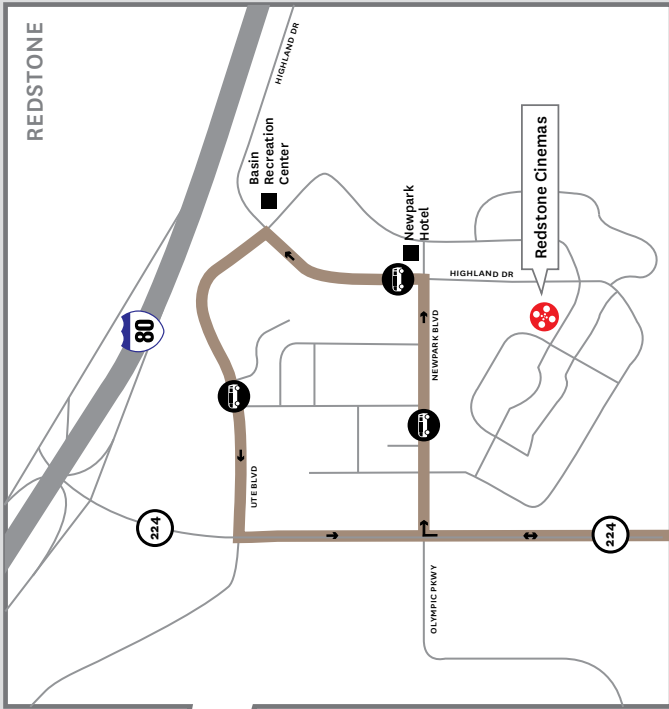 REDSTONE
HIGHLAND DR
Basin
Recreation
Center
80
Newpark
Hotel
Redstone Cinemas
HIGHLAND DR
NEWPARK BLVD
UTE BLVD
224
224
OLYMPIC PKWY